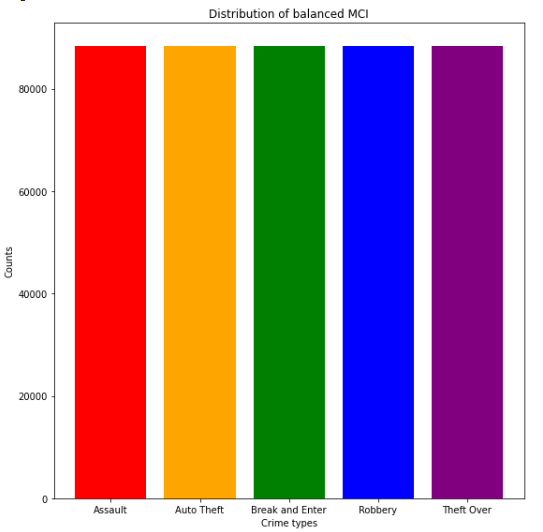 Distribution of balanced MCI
Counts
80000
60000
40000
20000
0
Assault Auto Theft Break and Enter Robbery Theft Over
Crime types